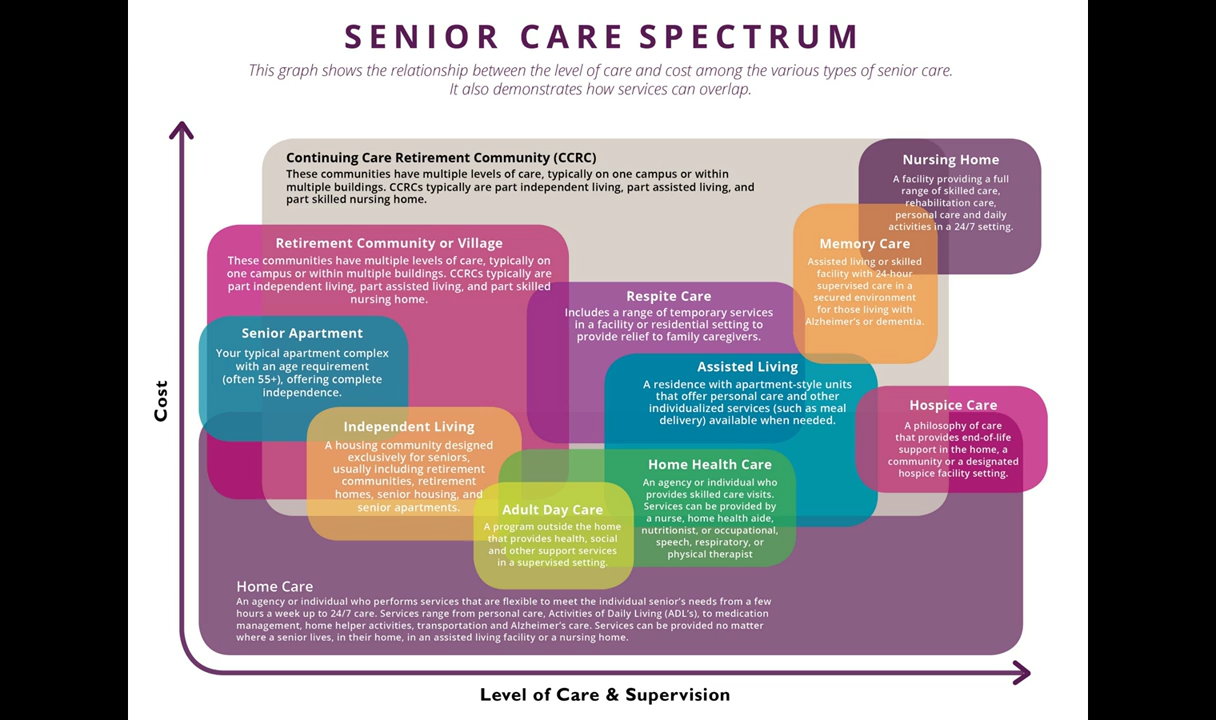 SENIOR CARE SPECTRUM
This graph shows the relationship between the level of care and cost among the various types of senior care.
It also demonstrates how services can overlap.
Continuing Care Retirement Community (CCRC)
These communities have multiple levels of care, typically on one campus or within
multiple buildings. CCRCs typically are part independent living, part assisted living, and
part skilled nursing home.
Nursing Home
A facility providing a full
range of skilled care,
rehabilitation care,
personal care and daily
activities in a 24/7 setting.
Memory Care
Assisted living or skilled
facility with 24-hour
supervised care in a
secured environment
for those living with
Alzheimer's or dementia.
Retirement Community or Village
These communities have multiple levels of care, typically on
one campus or within multiple buildings. CCRCs typically are
part independent living, part assisted living, and part skilled
nursing home.
Respite Care
Includes a range of temporary services
in a facility or residential setting to
provide relief to family caregivers.
Senior Apartment
Your typical apartment complex
with an age requirement
(often 55+), offering complete
independence.
Assisted Living
A residence with apartment-style units
that offer personal care and other
individualized services (such as meal
delivery) available when needed.
Hospice Care
A philosophy of care
that provides end-of-life
support in the home, a
community or a designated
hospice facility setting.
Independent Living
A housing community designed
exclusively for seniors,
usually including retirement
communities, retirement
homes, senior housing, and
senior apartments.
Home Health Care
An agency or individual who
provides skilled care visits.
Services can be provided by
a nurse, home health aide,
nutritionist, or occupational,
speech, respiratory, or
physical therapist
Adult Day Care
A program outside the home
that provides health, social
and other support services
in a supervised setting.
Home Care
An agency or individual who performs services that are flexible to meet the individual senior's needs from a few
hours a week up to 24/7 care. Services range from personal care, Activities of Daily Living (ADL's), to medication
management, home helper activities, transportation and Alzheimer's care. Services can be provided no matter
where a senior lives, in their home, in an assisted living facility or a nursing home.
Cost
Level of Care & Supervision